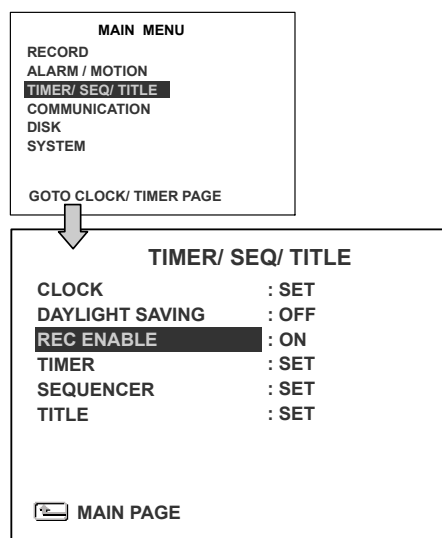 MAIN MENU
RECORD
ALARM / MOTION
TIMER/ SEQ/ TITLE
COMMUNICATION
DISK
SYSTEM
GOTO CLOCK/ TIMER PAGE
TIMER/ SEQ/ TITLE
CLOCK : SET
DAYLIGHT SAVING : OFF
REC ENABLE : ON
TIMER : SET
SEQUENCER : SET
TITLE : SET
MAIN PAGE